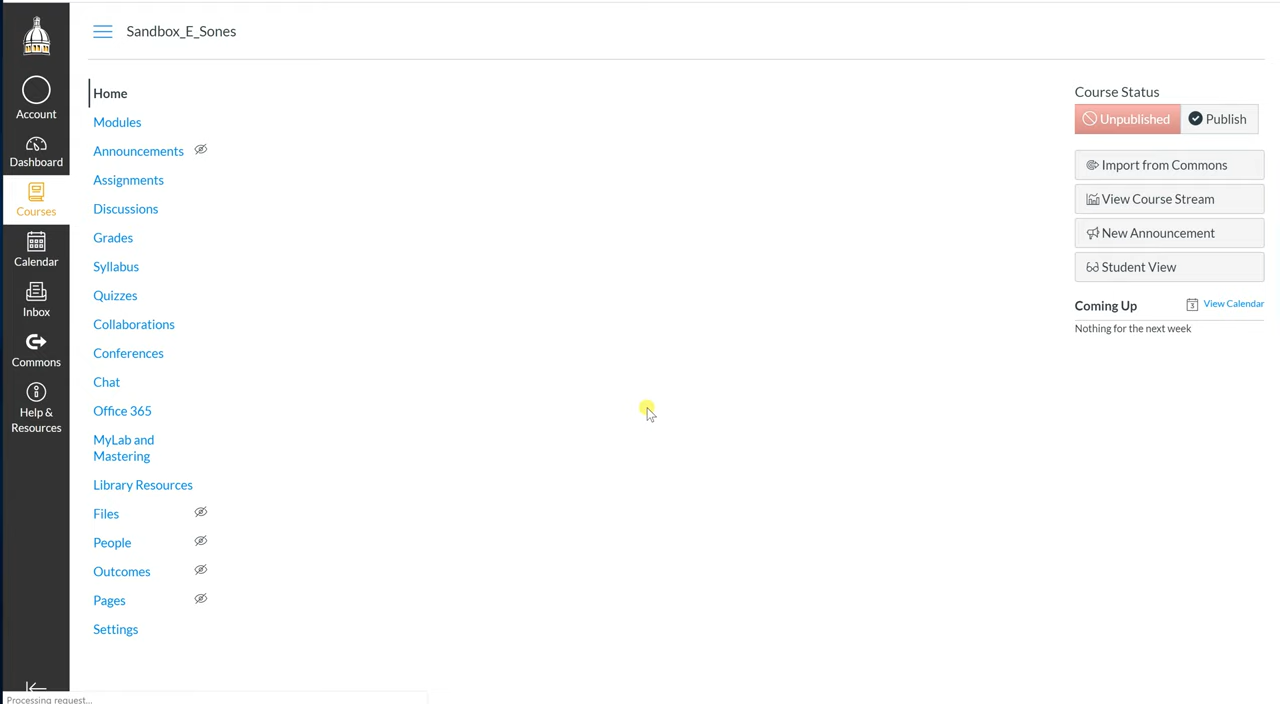 Sandbox_E_Sones
Account
Dashboard
Courses
Calendar
Inbox
Commons
Help &
Resources
Home
Modules
Announcements
Assignments
Discussions
Grades
Syllabus
Quizzes
Collaborations
Conferences
Chat
Office 365
MyLab and
Mastering
Library Resources
Files
People
Outcomes
Pages
Settings
Course Status
Unpublished Publish
Import from Commons
View Course Stream
New Announcement
Student View
Coming Up 3 View Calendar
Nothing for the next week
Processing request...